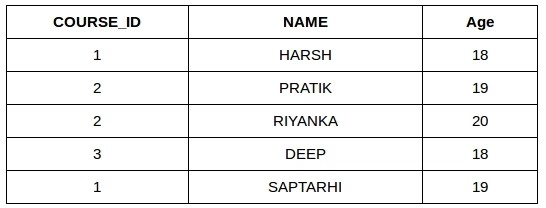 COURSE_ID NAME Age
1 HARSH 18
2 PRATIK 19
2 RIYANKA 20
3 DEEP 18
1 SAPTARHI 19